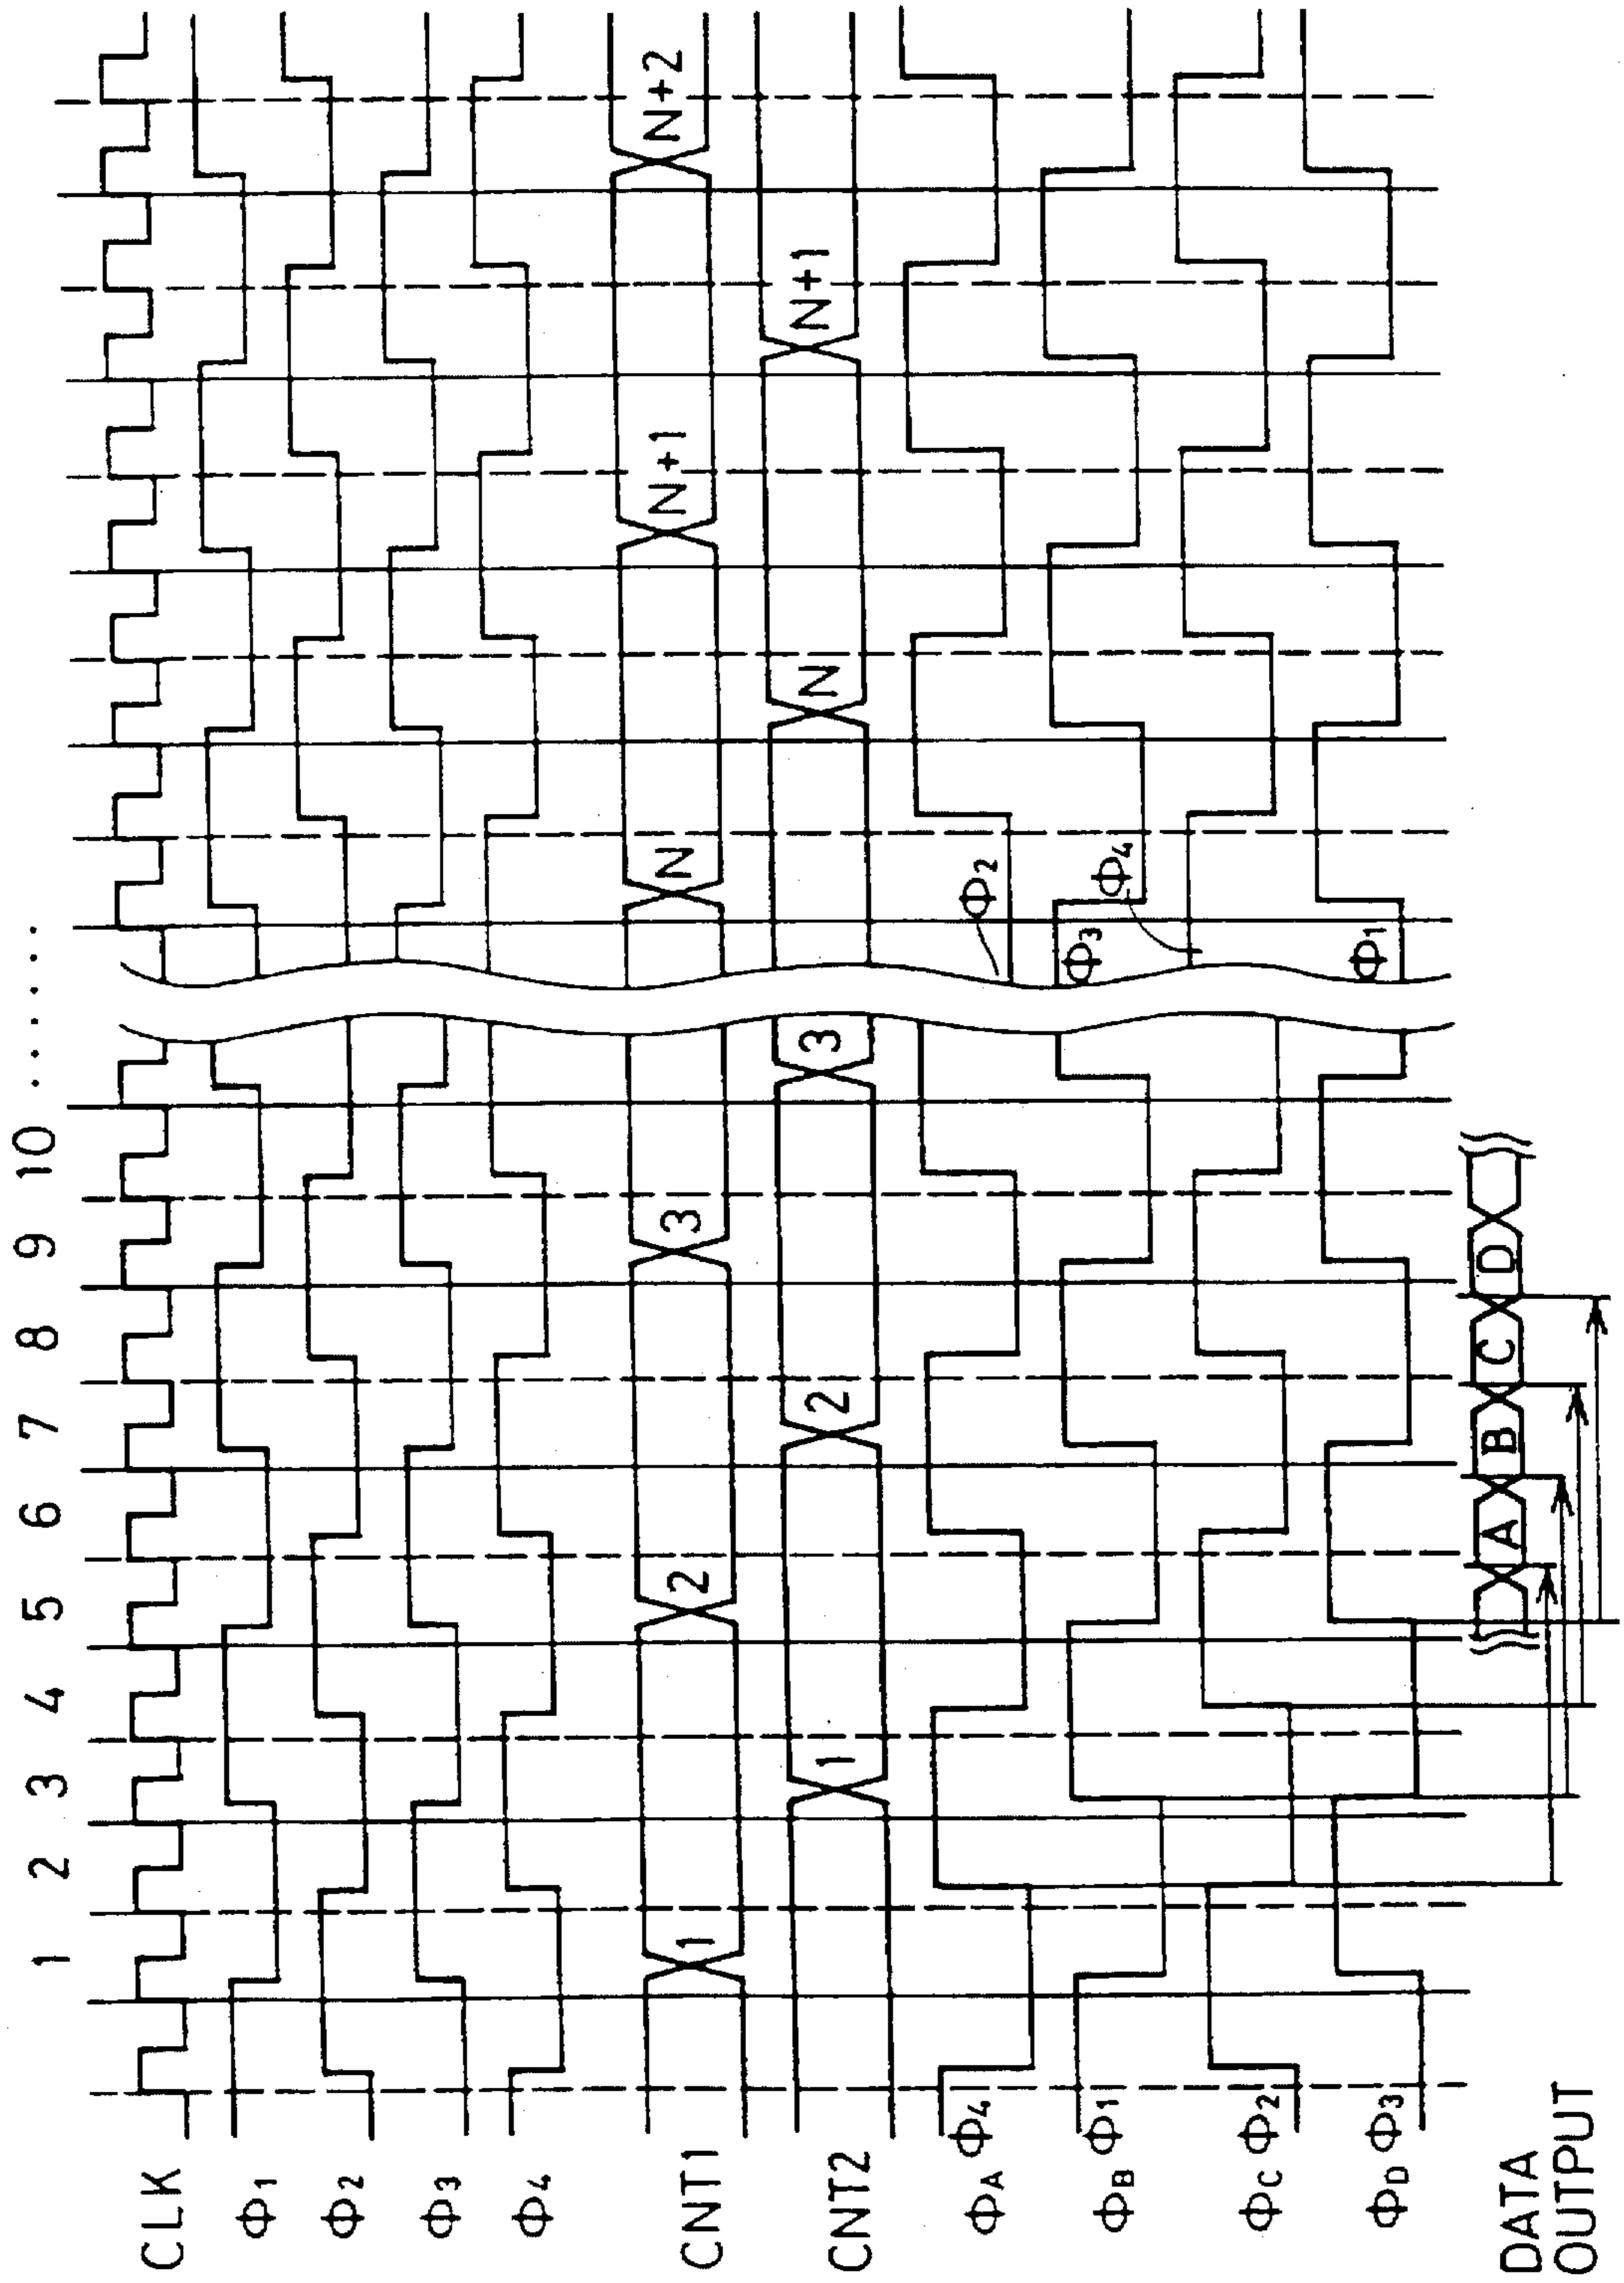 1 2 3 4 5 6 7 8 9 10 ......
CLK
Φ1
Φ2
Φ3
Φ4
CNT1 1 2 3 N N+1 N+2
CNT2 1 2 3 N N+1
ΦA Φ4 Φ2
ΦB Φ1 Φ3
ΦC Φ2 Φ4
ΦD Φ3 Φ1
DATA
OUTPUT A B C D